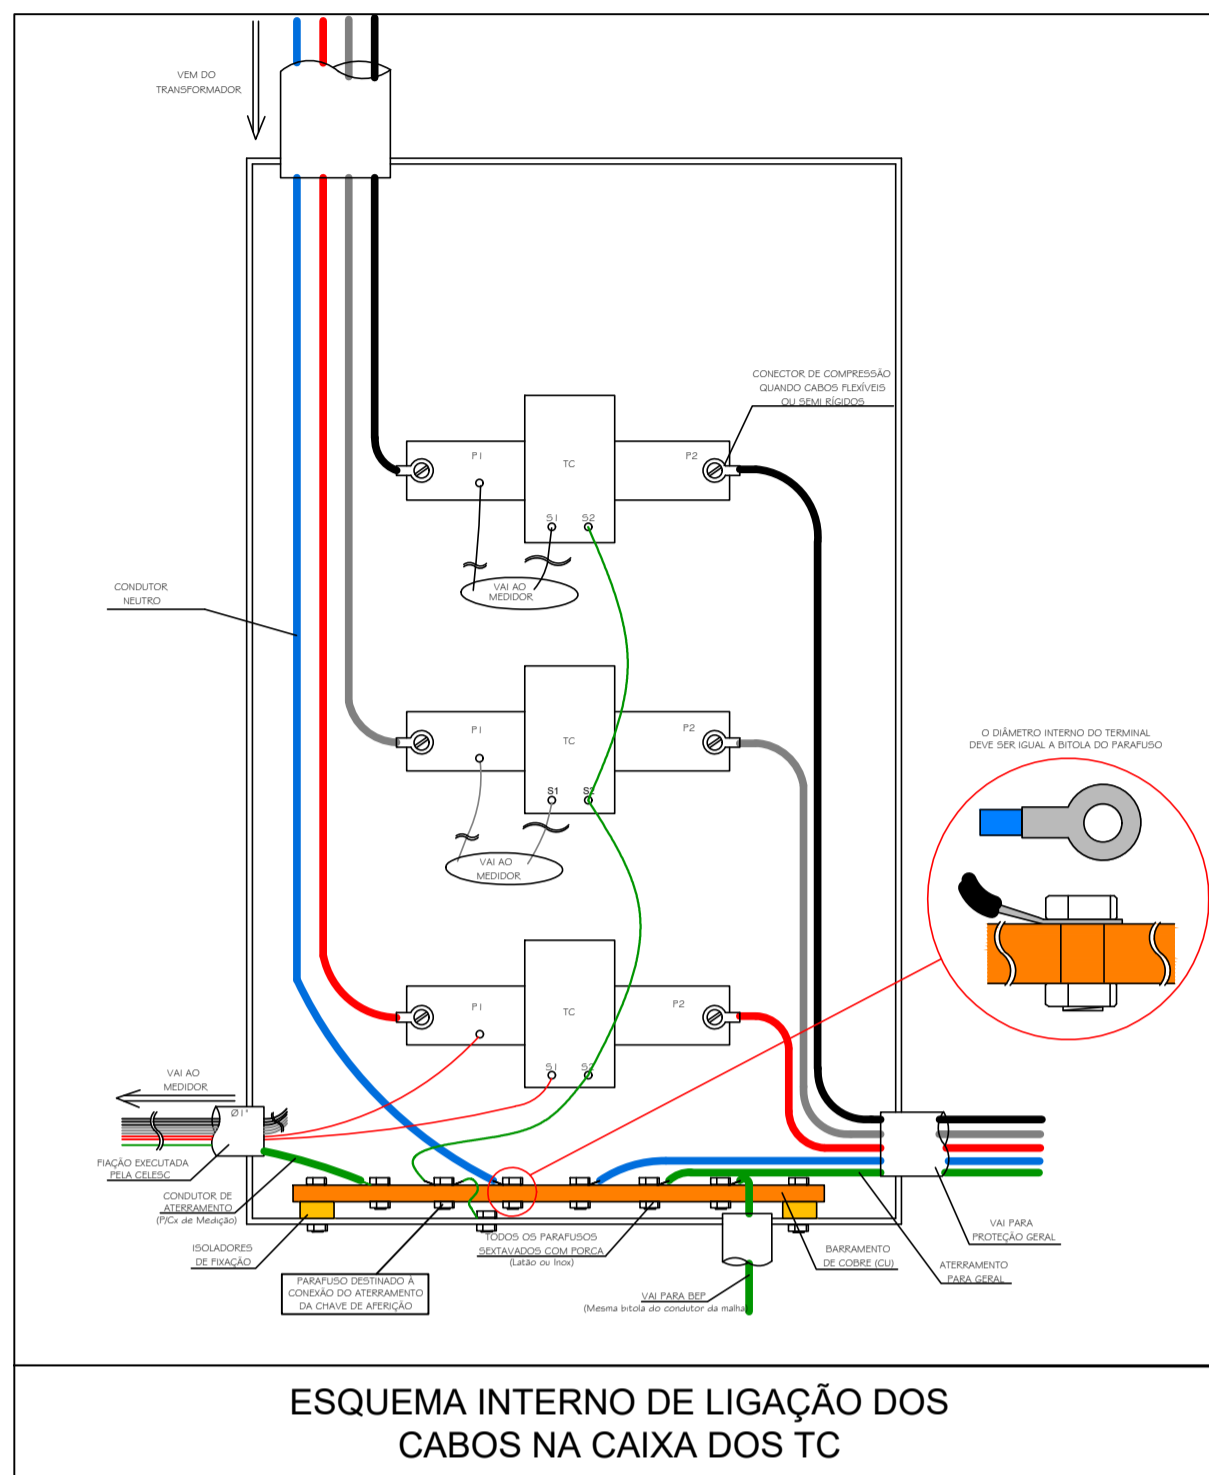 VEM DO
TRANSFORMADOR
CONECTOR DE COMPRESSÃO
QUANDO CABOS FLEXÍVEIS
OU SEMI RÍGIDOS
P1
TC
P2
S1
S2
VAI AO
MEDIDOR
CONDUTOR
NEUTRO
P1
TC
P2
S1
S2
VAI AO
MEDIDOR
O DIÂMETRO INTERNO DO TERMINAL
DEVE SER IGUAL A BITOLA DO PARAFUSO
P1
TC
P2
S1
S2
VAI AO
MEDIDOR
Ø1"
FIAÇÃO EXECUTADA
PELA CELESC
CONDUTOR DE
ATERRAMENTO
(P/Cx de Medição)
ISOLADORES
DE FIXAÇÃO
PARAFUSO DESTINADO À
CONEXÃO DO ATERRAMENTO
DA CHAVE DE AFERIÇÃO
TODOS OS PARAFUSOS
SEXTAVADOS COM PORCA
(Latão ou Inox)
VAI PARA BEP
(Mesma bitola do condutor da malha)
BARRAMENTO
DE COBRE (CU)
ATERRAMENTO
PARA GERAL
VAI PARA
PROTEÇÃO GERAL
ESQUEMA INTERNO DE LIGAÇÃO DOS
CABOS NA CAIXA DOS TC